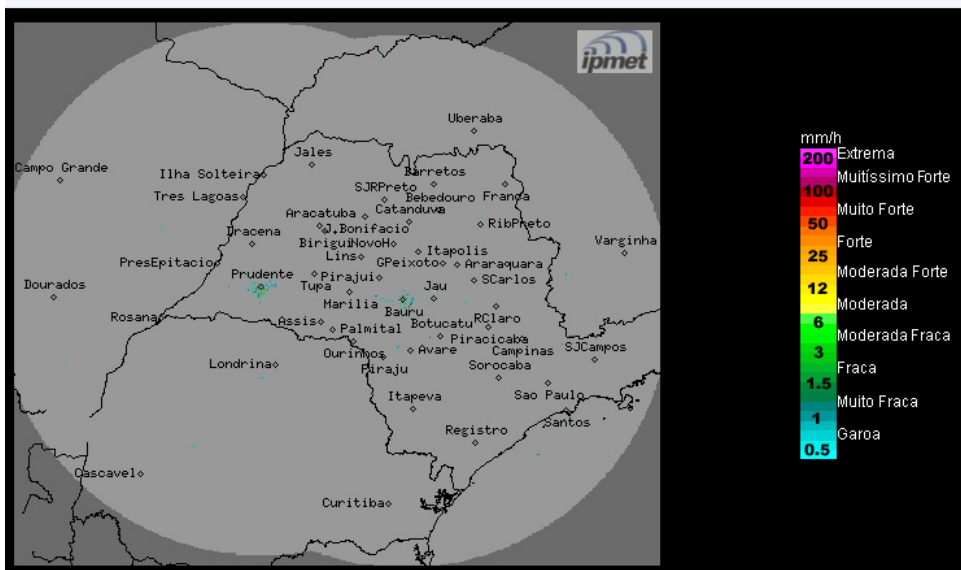 ipmet
Uberaba
Jales
Campo Grande
Ilha Solteira
Barretos
SJRPreto
Tres Lagoas
Bebedouro
Franca
Aracatuba
Catanduva
J.Bonifacio
RibPreto
Dracena
Birigui
NovoH
Varginha
Lins
Itapolis
PresEpitacio
GPeixoto
Araraquara
Prudente
Pirajui
SCarlos
Dourados
Tupa
Jau
Marilia
Bauru
Rosana
Assis
Botucatu
RClaro
Palmital
Piracicaba
Ourinhos
Avare
Campinas
SJCampos
Londrina
Piraju
Sorocaba
Itapeva
Sao Paulo
Santos
Registro
Cascavel
Curitiba
mm/h
200 Extrema
Muitíssimo Forte
100
Muito Forte
50
Forte
25
Moderada Forte
12
Moderada
6
Moderada Fraca
3
Fraca
1.5
Muito Fraca
1
Garoa
0.5